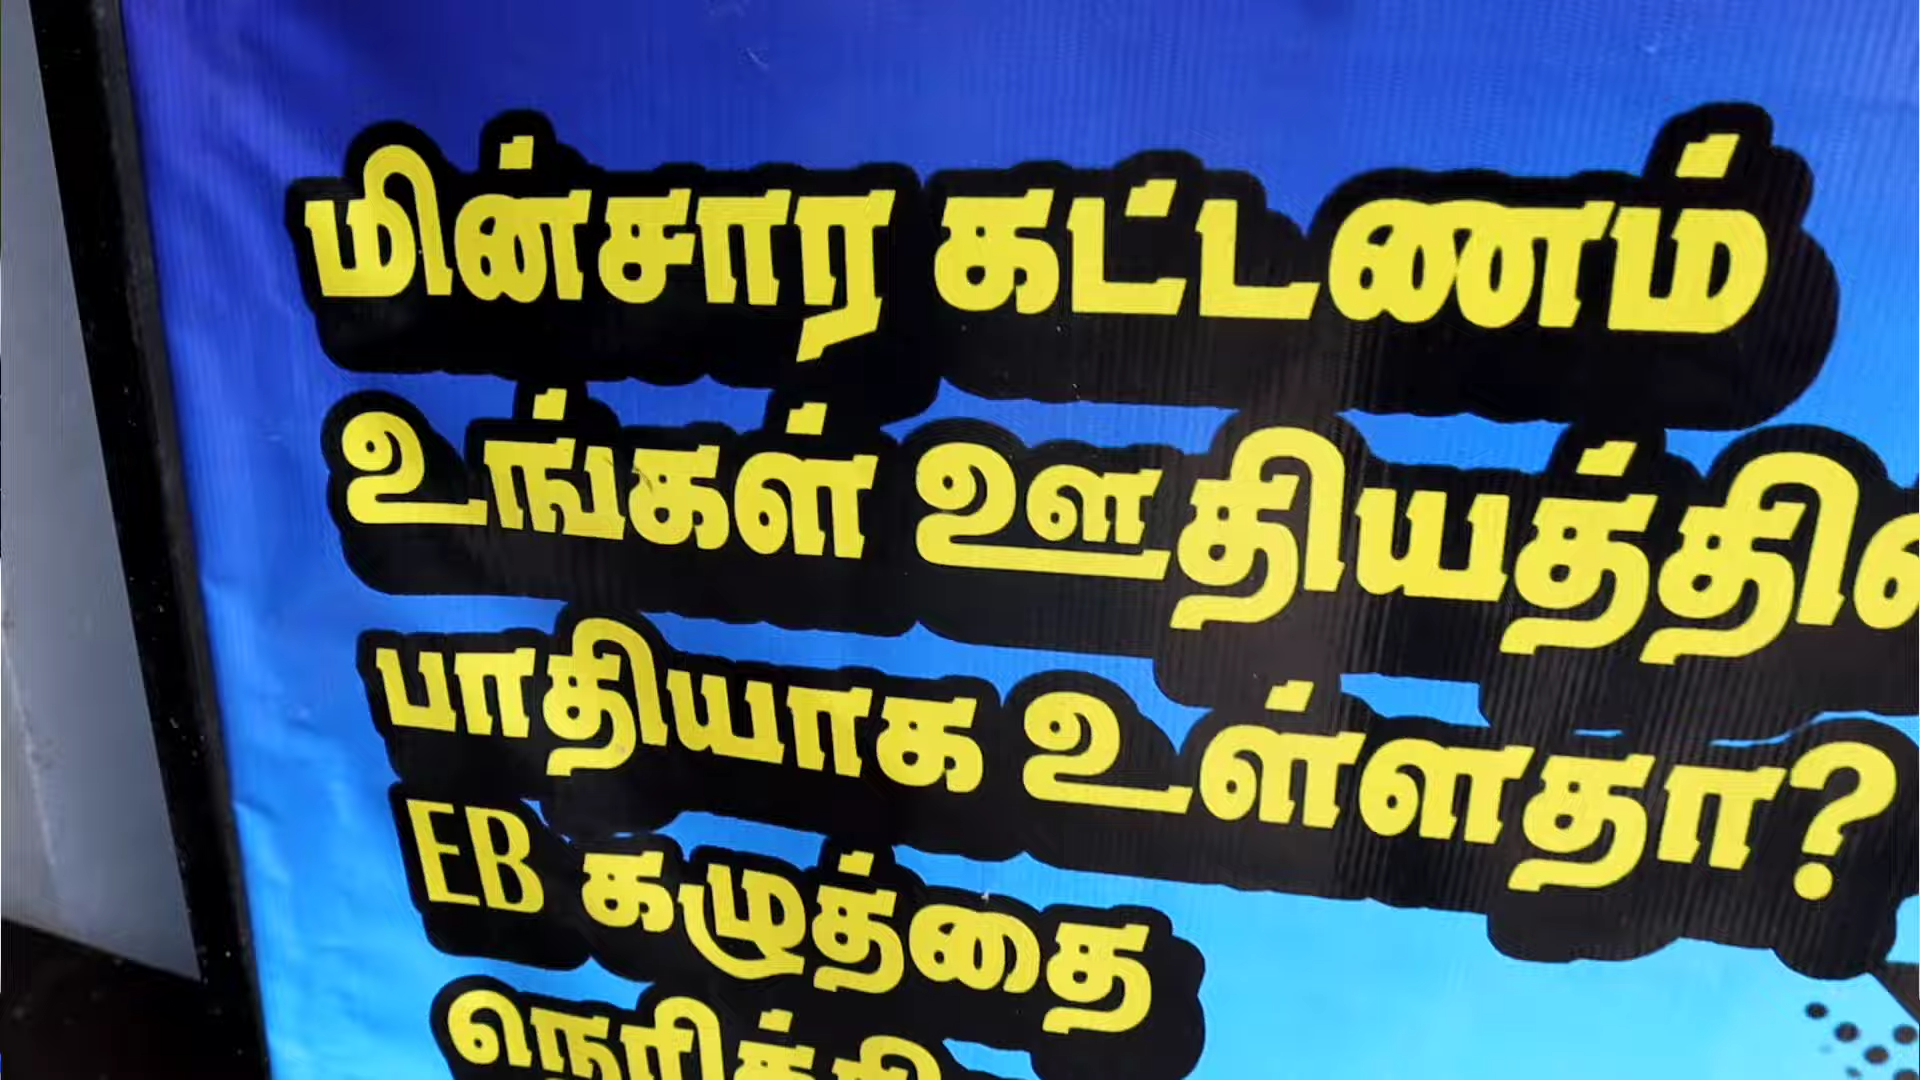 மின்சார கட்டணம்
உங்கள் ஊதியத்தின்
பாதியாக உள்ளதா?
EB கழுத்தை